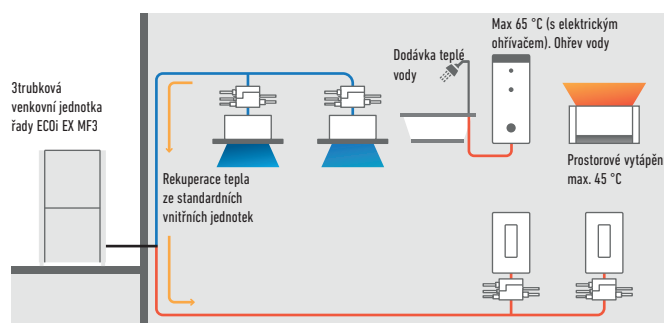 3trubková
venkovní jednotka
řady ECOi EX MF3
Rekuperace tepla
ze standardních
vnitřních jednotek
Dodávka teplé
vody
Max 65 °C (s elektrickým
ohřívačem). Ohřev vody
Prostorové vytápěn
max. 45 °C